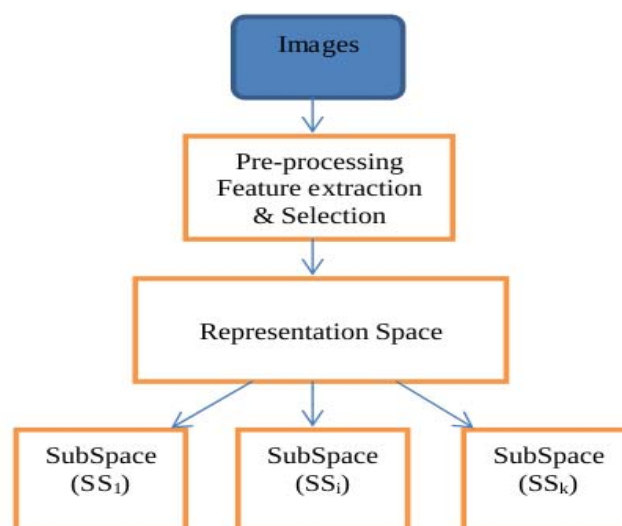 Images
Pre-processing
Feature extraction
& Selection
Representation Space
SubSpace
(SS₁)
SubSpace
(SSᵢ)
SubSpace
(SSₖ)